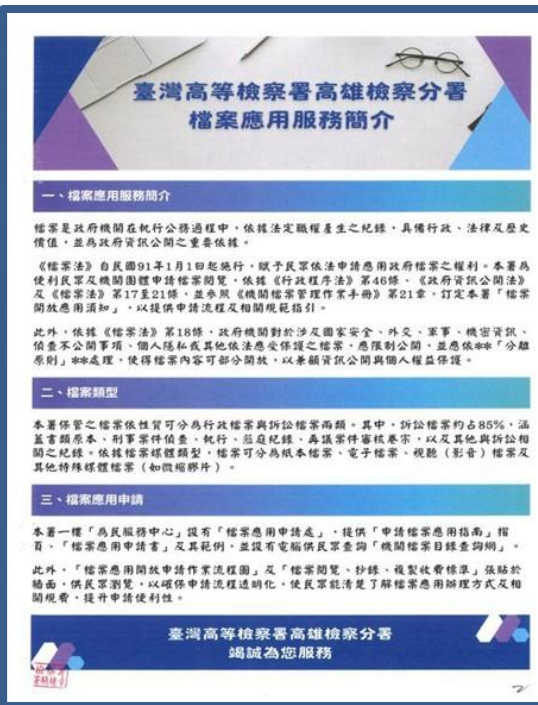 臺灣高等檢察署高雄檢察分署
檔案應用服務簡介
一、檔案應用服務簡介
檔案是政府機關在執行公務過程中，依據法定職權產生之紀錄，具備行政、法律及歷史
價值，並為政府資訊公開之重要依據。
《檔案法》自民國91年1月1日起施行，賦予民眾依法申請應用政府檔案之權利。本署為
便利民眾及機關團體申請檔案閱覽，依據《行政程序法》第46條、《政府資訊公開法》
及《檔案法》第17至21條，並參照《機關檔案管理作業手冊》第21章，訂定本署「檔案
開放應用須知」，以提供申請流程及相關規範指引。
此外，依據《檔案法》第18條，政府機關對於涉及國家安全、外交、軍事、機密資訊、
偵查不公開事項、個人隱私或其他依法應受保護之檔案，應限制公開，並應依**「分離
原則」**處理，使得檔案內容可部分開放，以兼顧資訊公開與個人權益保護。
二、檔案類型
本署保管之檔案依性質可分為行政檔案與訴訟檔案兩類。其中，訴訟檔案約占85%，涵
蓋書類原本、刑事案件偵查、執行、蒞庭紀錄、再議案件審核卷宗，以及其他與訴訟相
關之紀錄。依據檔案媒體類型，檔案可分為紙本檔案、電子檔案、視聽（影音）檔案及
其他特殊媒體檔案（如微縮膠片）。
三、檔案應用申請
本署一樓「為民服務中心」設有「檔案應用申請處」，提供「申請檔案應用指南」摺
頁、「檔案應用申請書」及其範例，並設有電腦供民眾查詢「機關檔案目錄查詢網」。
此外，「檔案應用開放申請作業流程圖」及「檔案閱覽、抄錄、複製收費標準」張貼於
牆面，供民眾瀏覽，以確保申請流程透明化，使民眾能清楚了解檔案應用辦理方式及相
關規費，提升申請便利性。
臺灣高等檢察署高雄檢察分署
竭誠為您服務
2